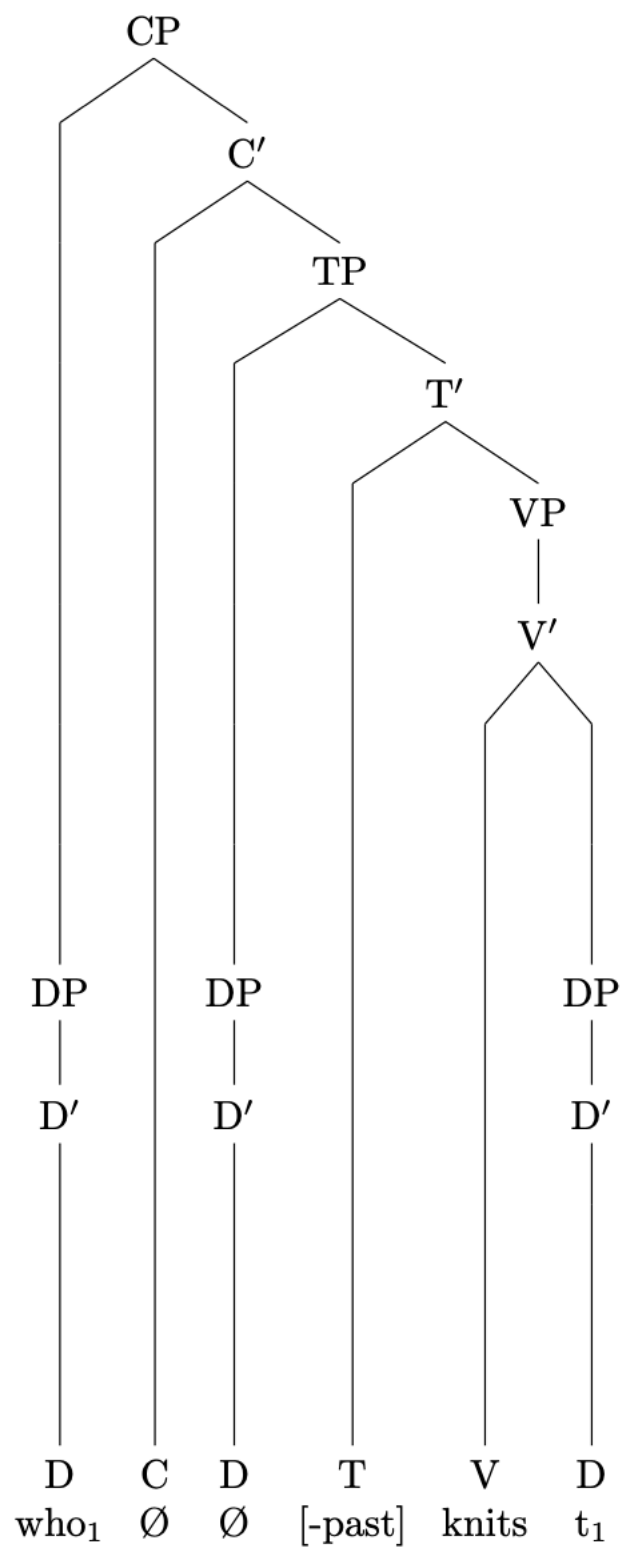 CP
C′
TP
T′
VP
V′
DP DP DP
D′ D′ D′
D C D T V D
who₁ Ø Ø [-past] knits t₁